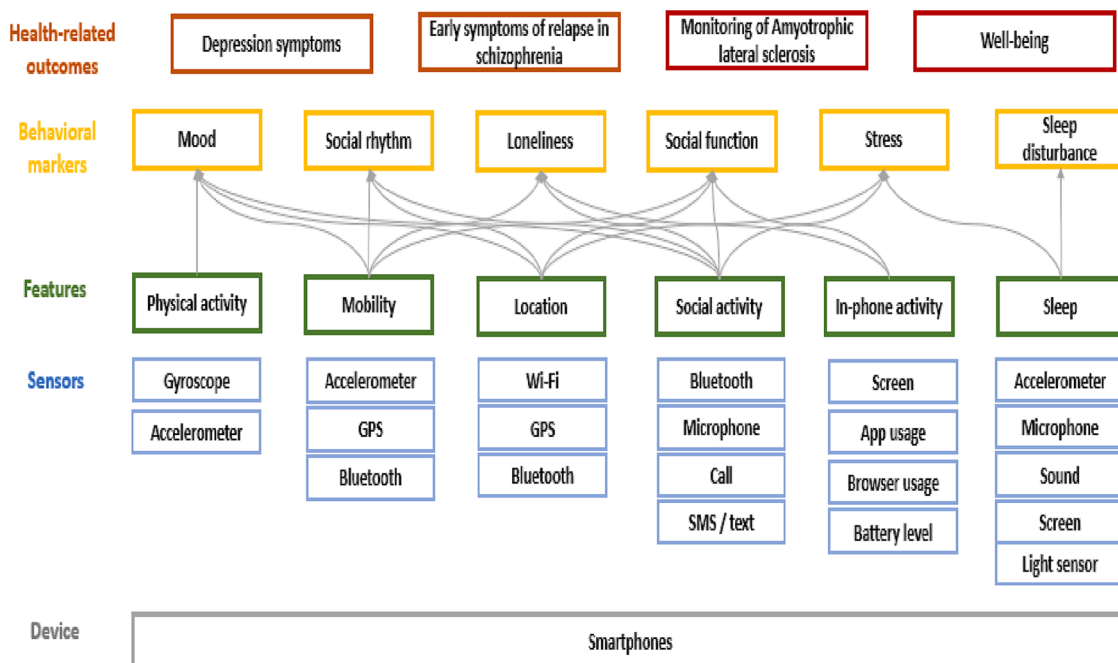 Health-related
outcomes
Depression symptoms
Early symptoms of relapse in
schizophrenia
Monitoring of Amyotrophic
lateral sclerosis
Well-being
Behavioral
markers
Mood
Social rhythm
Loneliness
Social function
Stress
Sleep
disturbance
Features
Physical activity
Mobility
Location
Social activity
In-phone activity
Sleep
Sensors
Gyroscope
Accelerometer
Accelerometer
GPS
Bluetooth
Wi-Fi
GPS
Bluetooth
Bluetooth
Microphone
Call
SMS / text
Screen
App usage
Browser usage
Battery level
Accelerometer
Microphone
Sound
Screen
Light sensor
Device
Smartphones